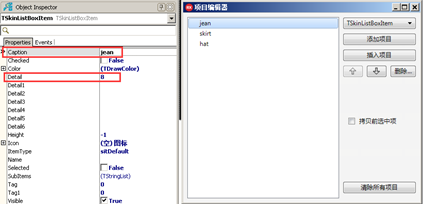 Object Inspector
TSkinListBoxItem TSkinListBoxItem
Properties Events
Caption jean
Checked False
Color (TDrawColor)
Detail 8
Detail1
Detail2
Detail3
Detail4
Detail5
Detail6
Height -1
Icon (空) 图标
ItemType sitDefault
Name
Selected False
SubItems (TStringList)
Tag 0
Tag1 0
Visible True
项目编辑器
jean
skirt
hat
TSkinListBoxItem
添加项目
插入项目
删除...
拷贝前选中项
清除所有项目